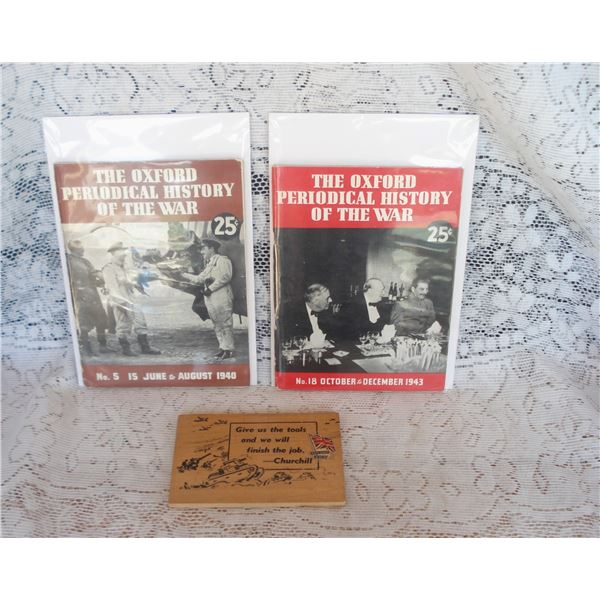 THE OXFORD
PERIODICAL HISTORY
OF THE WAR
25¢
No. 5 15 JUNE to AUGUST 1940
THE OXFORD
PERIODICAL HISTORY
OF THE WAR
25¢
No. 18 OCTOBER to DECEMBER 1943
Give us the tools
and we will
finish the job.
—Churchill